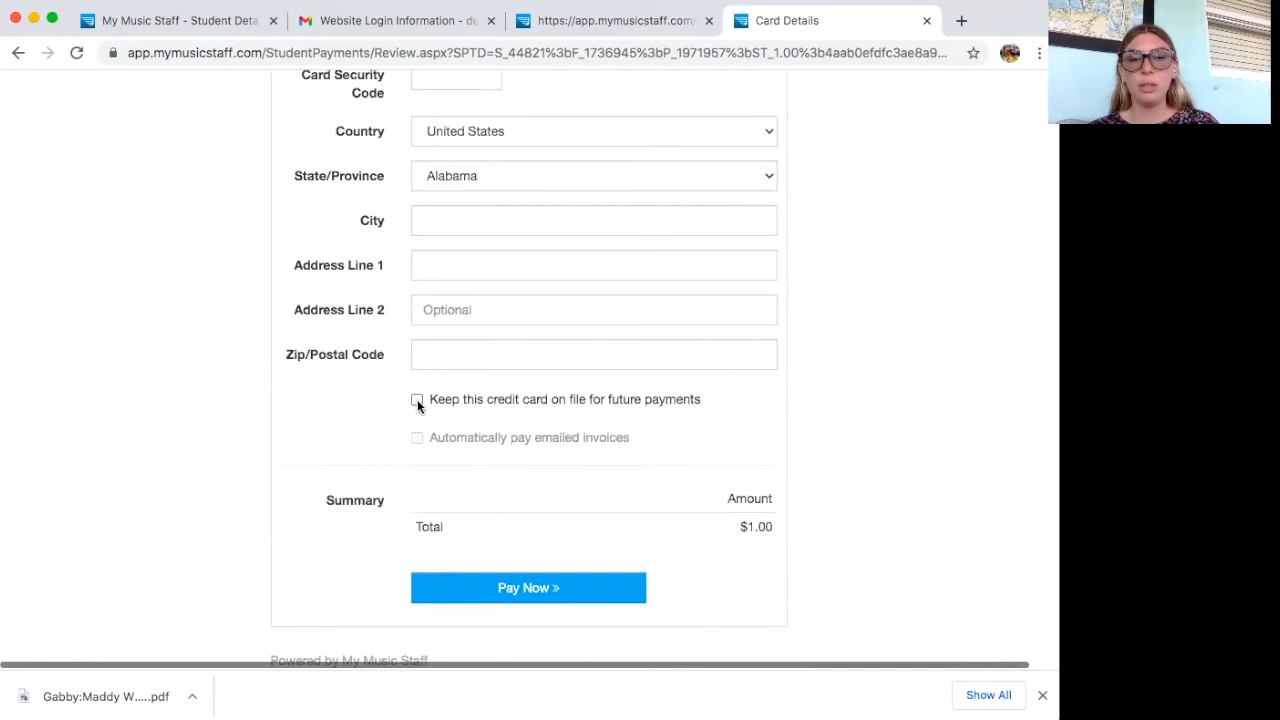 My Music Staff - Student Deta
Website Login Information - de
https://app.mymusicstaff.com/
Card Details
app.mymusicstaff.com/StudentPayments/Review.aspx?SPTD=S_44821%3bF_1736945%3bP_1971957%3bST_1.00%3b4aab0efdfc3ae8a9...
Card Security
Code
Country
United States
State/Province
Alabama
City
Address Line 1
Address Line 2
Optional
Zip/Postal Code
Keep this credit card on file for future payments
Automatically pay emailed invoices
Summary
Amount
Total
$1.00
Pay Now »
Powered by My Music Staff
Gabby:Maddy W.....pdf
Show All